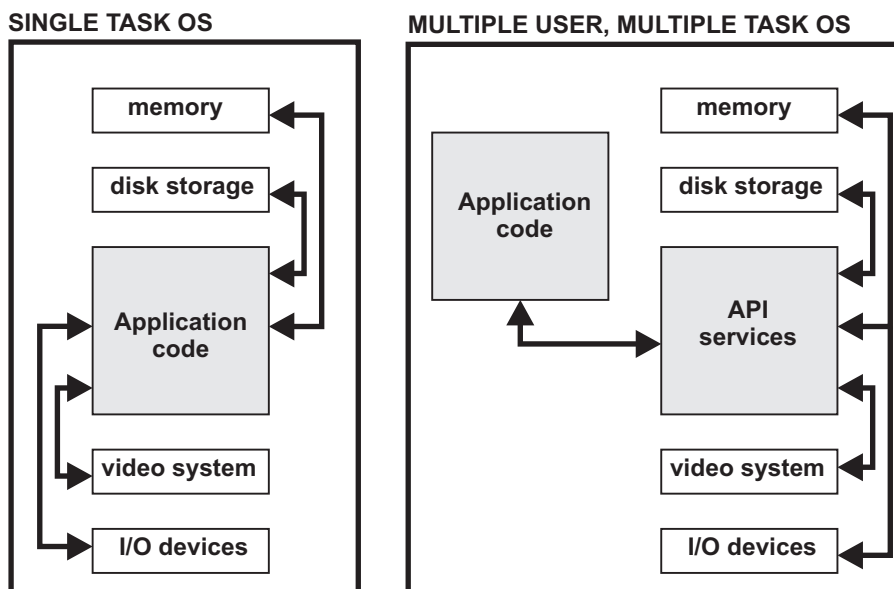 SINGLE TASK OS
memory
disk storage
Application
code
video system
I/O devices
MULTIPLE USER, MULTIPLE TASK OS
Application
code
memory
disk storage
API
services
video system
I/O devices